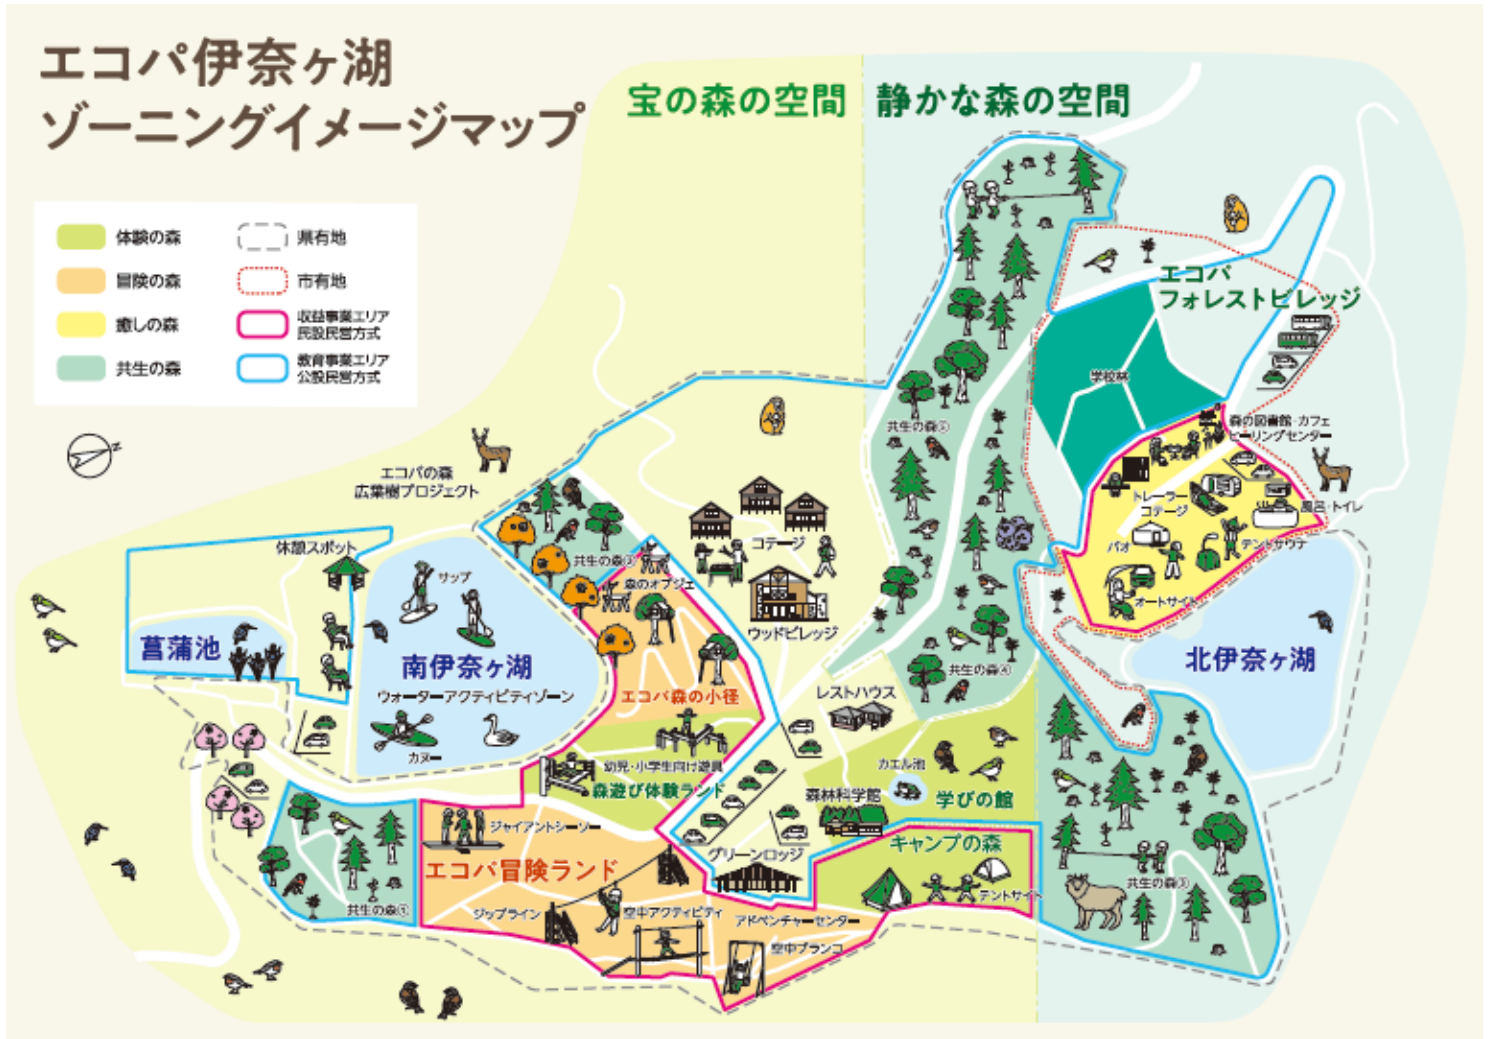 エコパ伊奈ヶ湖
ゾーニングイメージマップ
宝の森の空間
静かな森の空間
体験の森
冒険の森
癒しの森
共生の森
県有地
市有地
収益事業エリア
民設民営方式
教育事業エリア
公設民営方式
エコパ
フォレストビレッジ
学校林
共生の森②
森の図書館・カフェ
ヒーリングセンター
トレーラー
コテージ
風呂・トイレ
パオ
テントサウナ
オートサイト
北伊奈ヶ湖
エコパの森
広葉樹プロジェクト
休憩スポット
サップ
菖蒲池
南伊奈ヶ湖
ウォーターアクティビティゾーン
カヌー
森のオブジェ
コテージ
ウッドビレッジ
エコパ森の小径
レストハウス
共生の森④
幼児・小学生向け遊具
森遊び体験ランド
カエル池
森林科学館
学びの館
キャンプの森
テントサイト
グリーンロッジ
ジャイアントシーソー
エコパ冒険ランド
ジップライン
空中アクティビティ
アドベンチャーセンター
空中ブランコ
共生の森⑤
共生の森③
Z